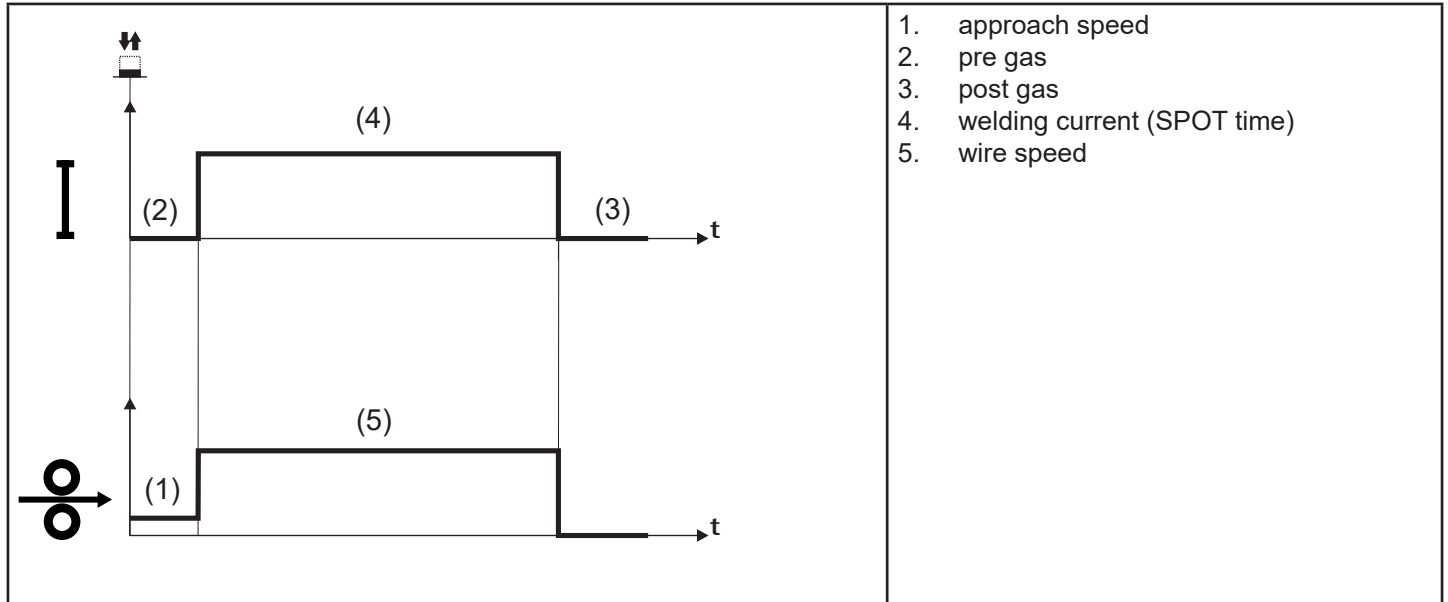 (4)
(2)
(3)
t
(5)
(1)
t
1. approach speed
2. pre gas
3. post gas
4. welding current (SPOT time)
5. wire speed